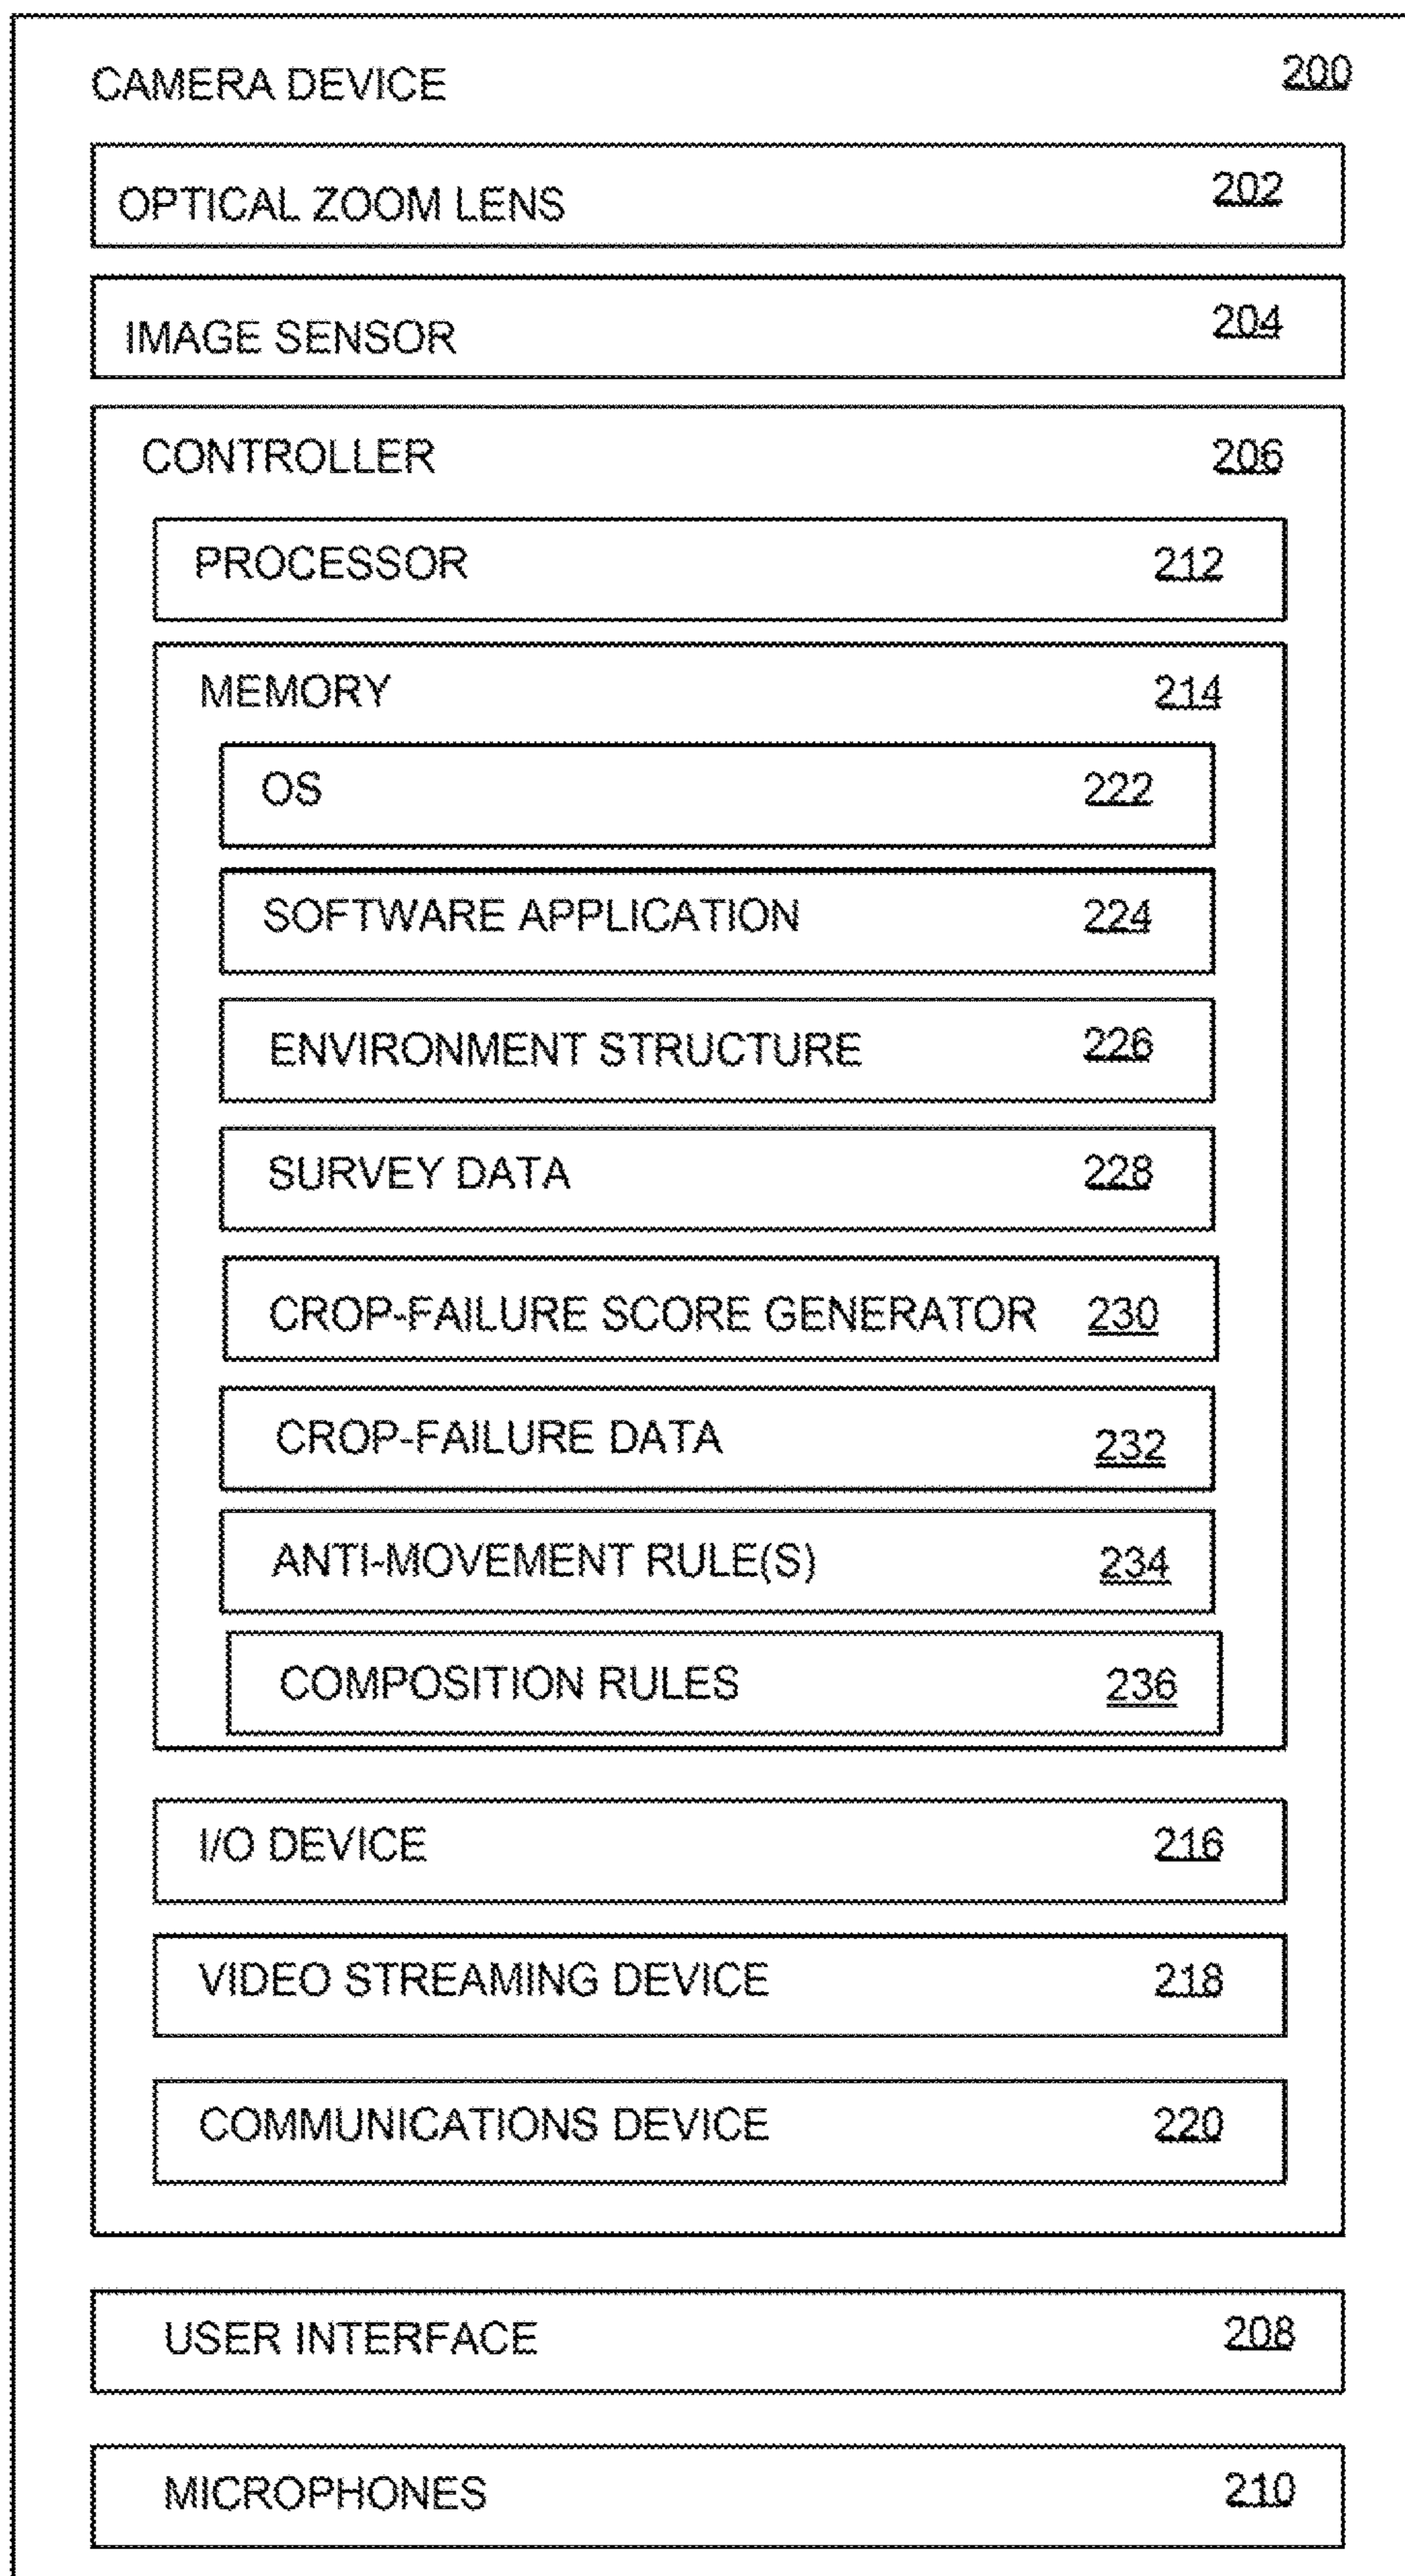 CAMERA DEVICE 200
OPTICAL ZOOM LENS 202
IMAGE SENSOR 204
CONTROLLER 206
PROCESSOR 212
MEMORY 214
OS 222
SOFTWARE APPLICATION 224
ENVIRONMENT STRUCTURE 226
SURVEY DATA 228
CROP-FAILURE SCORE GENERATOR 230
CROP-FAILURE DATA 232
ANTI-MOVEMENT RULE(S) 234
COMPOSITION RULES 236
I/O DEVICE 216
VIDEO STREAMING DEVICE 218
COMMUNICATIONS DEVICE 220
USER INTERFACE 208
MICROPHONES 210